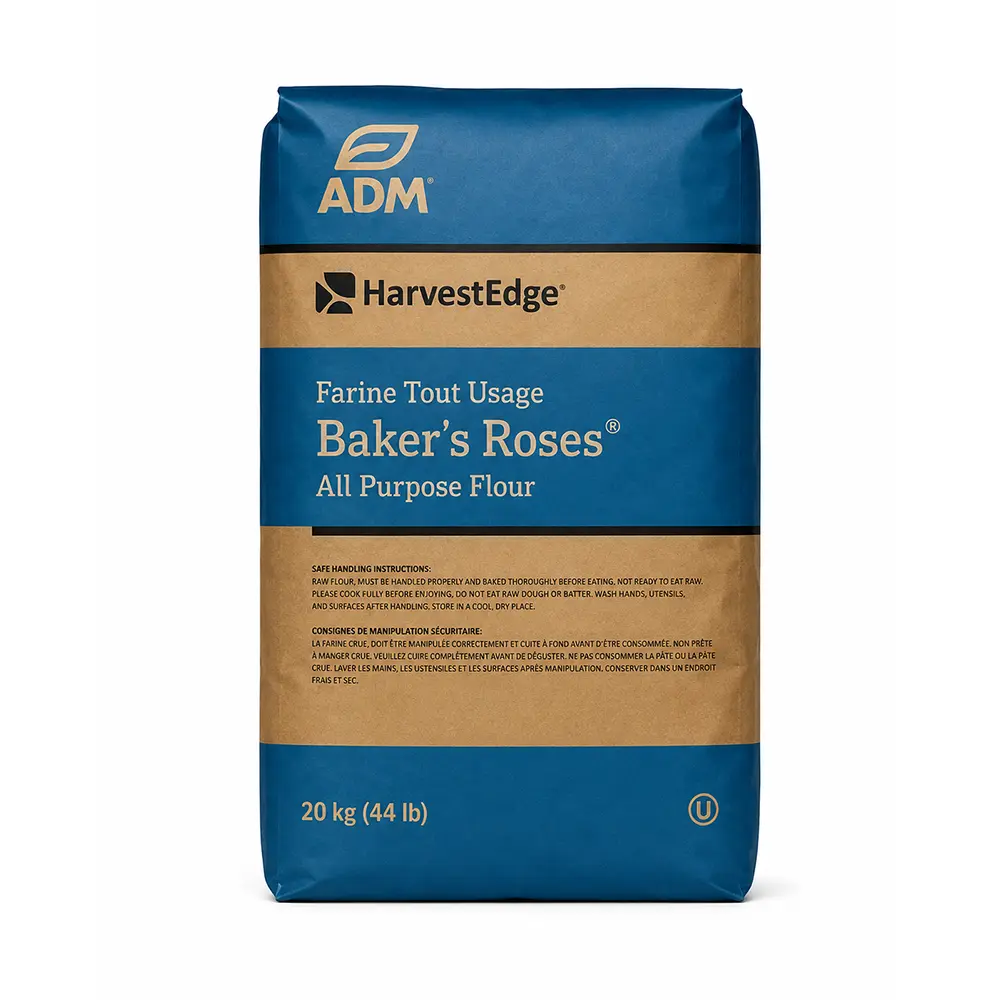 ADM®
HarvestEdge®
Farine Tout Usage
Baker's Roses®
All Purpose Flour
SAFE HANDLING INSTRUCTIONS:
RAW FLOUR, MUST BE HANDLED PROPERLY AND BAKED THOROUGHLY BEFORE EATING, NOT READY TO EAT RAW.
PLEASE COOK FULLY BEFORE ENJOYING, DO NOT EAT RAW DOUGH OR BATTER. WASH HANDS, UTENSILS,
AND SURFACES AFTER HANDLING. STORE IN A COOL, DRY PLACE.
CONSIGNES DE MANIPULATION SÉCURITAIRE:
LA FARINE CRUE, DOIT ÊTRE MANIPULÉE CORRECTEMENT ET CUITE À FOND AVANT D'ÊTRE CONSOMMÉE. NON PRÊTE
À MANGER CRUE. VEUILLEZ CUIRE COMPLÈTEMENT AVANT DE DÉGUSTER. NE PAS CONSOMMER LA PÂTE OU LA PÂTE
CRUE. LAVER LES MAINS, LES USTENSILES ET LES SURFACES APRÈS MANIPULATION. CONSERVER DANS UN ENDROIT
FRAIS ET SEC.
20 kg (44 lb)
U